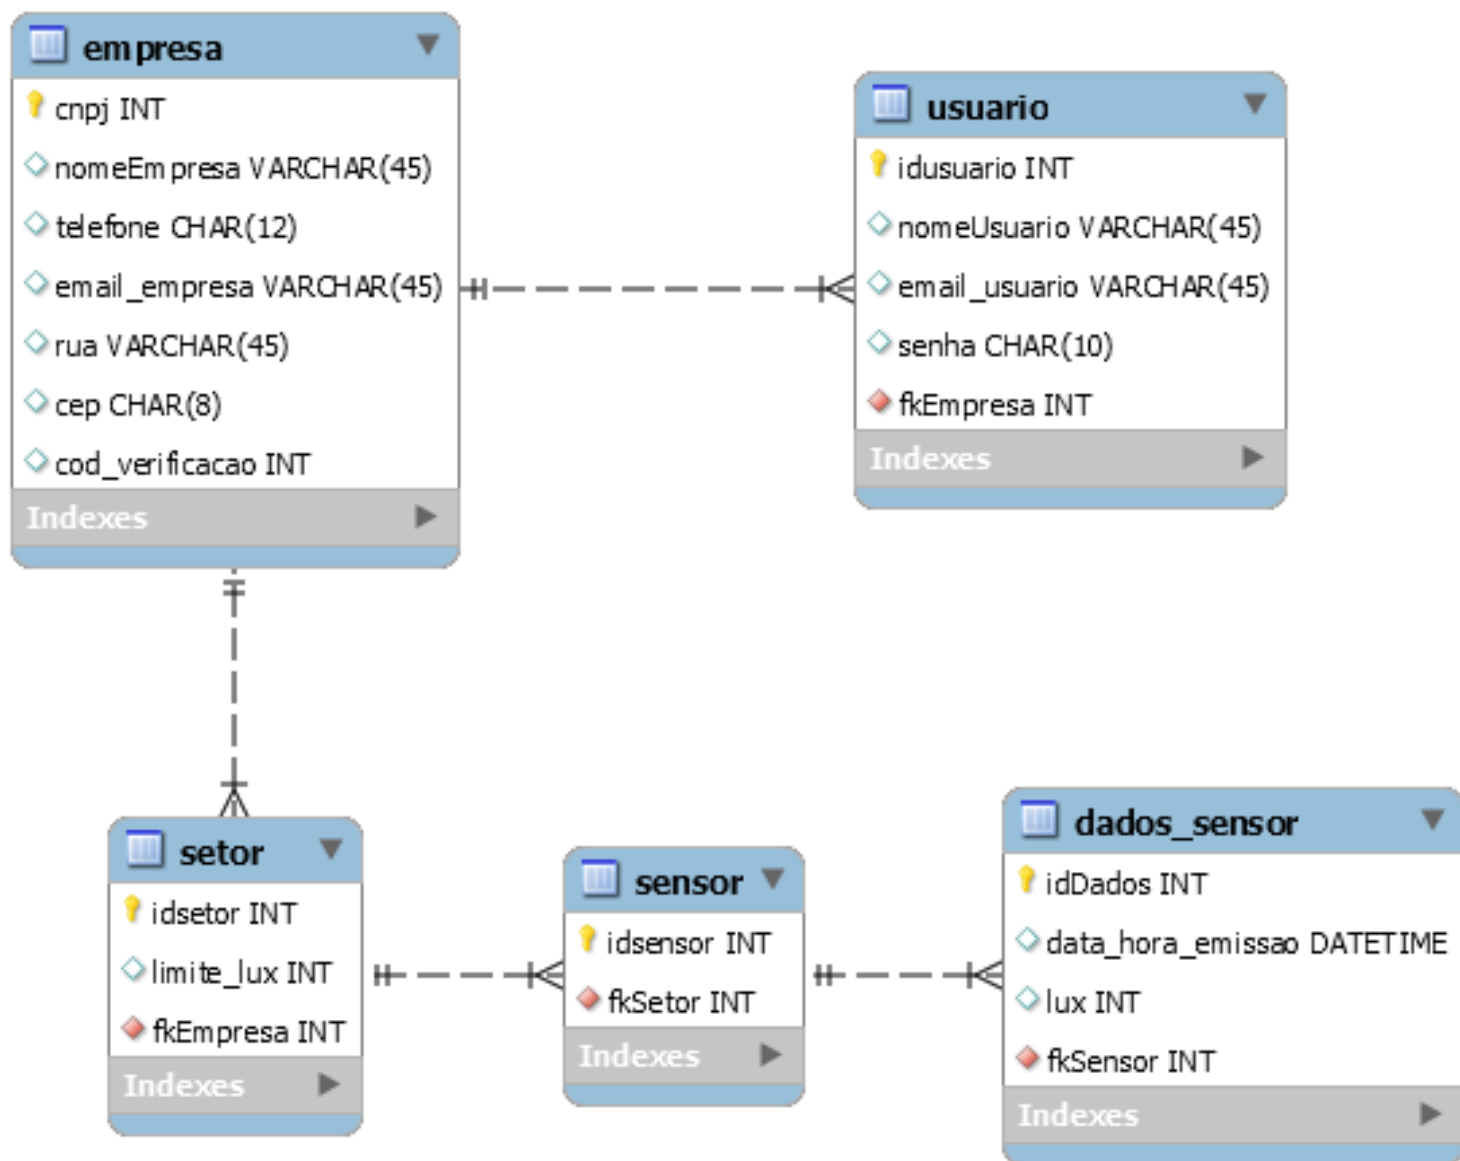 empresa
cnpj INT
nomeEmpresa VARCHAR(45)
telefone CHAR(12)
email_empresa VARCHAR(45)
rua VARCHAR(45)
cep CHAR(8)
cod_verificacao INT
Indexes
usuario
idusuario INT
nomeUsuario VARCHAR(45)
email_usuario VARCHAR(45)
senha CHAR(10)
fkEmpresa INT
Indexes
setor
idsetor INT
limite_lux INT
fkEmpresa INT
Indexes
sensor
idsensor INT
fkSetor INT
Indexes
dados_sensor
idDados INT
data_hora_emissao DATETIME
lux INT
fkSensor INT
Indexes